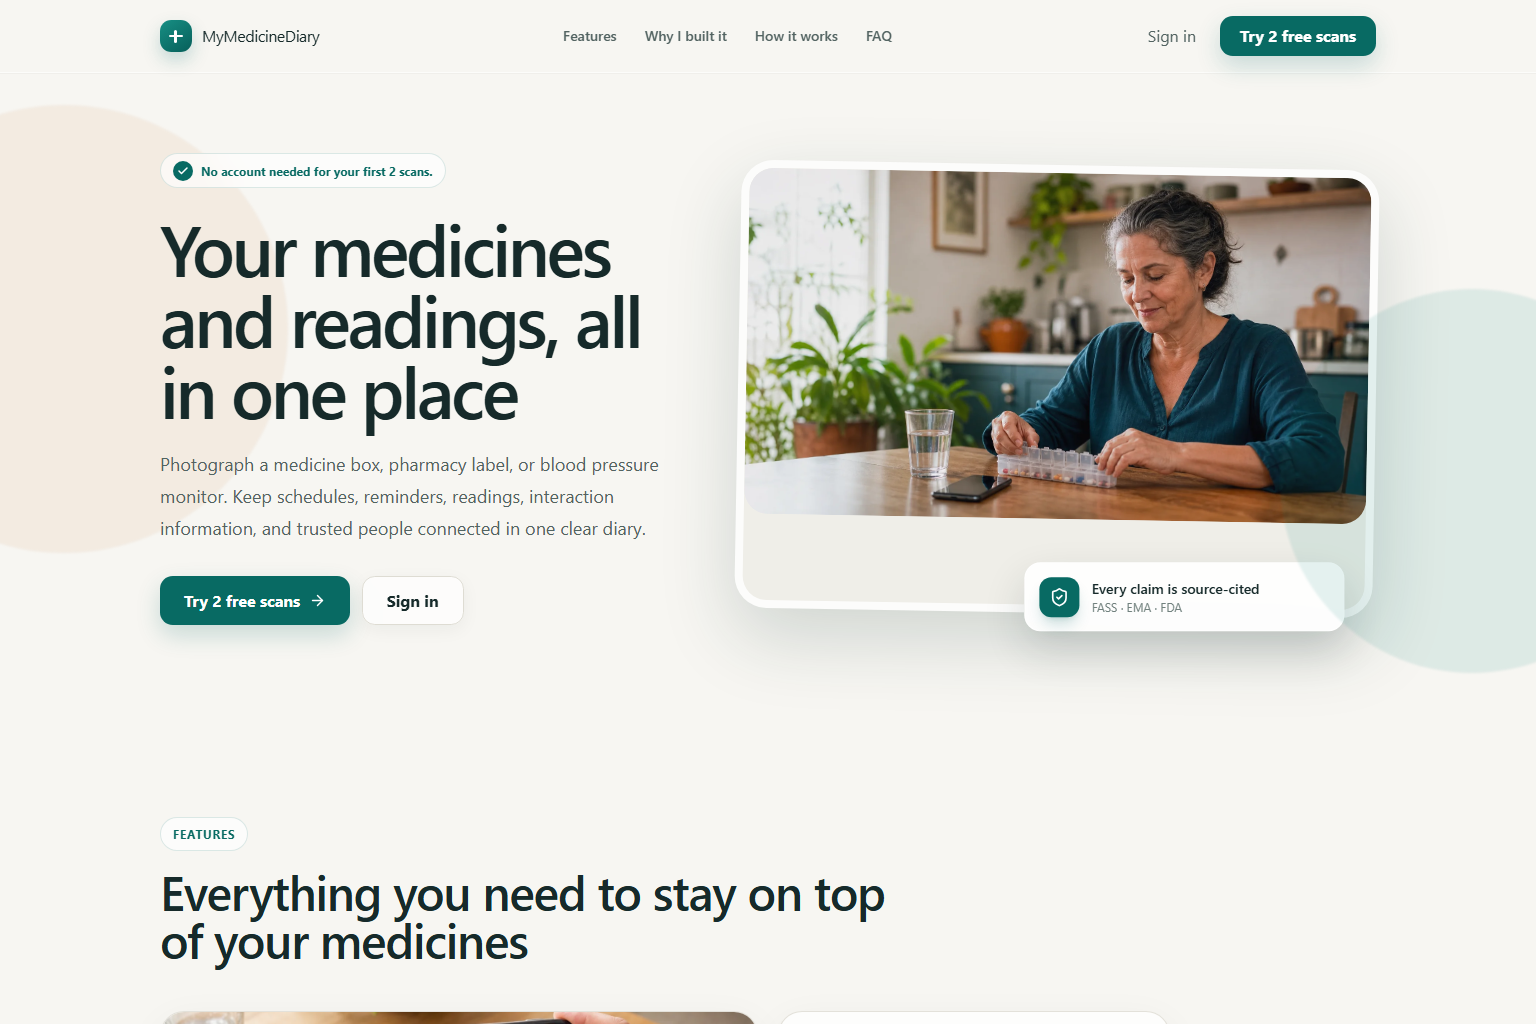 MyMedicineDiary
Features
Why I built it
How it works
FAQ
Sign in
Try 2 free scans
No account needed for your first 2 scans.
Your medicines
and readings, all
in one place
Photograph a medicine box, pharmacy label, or blood pressure
monitor. Keep schedules, reminders, readings, interaction
information, and trusted people connected in one clear diary.
Try 2 free scans
Sign in
Every claim is source-cited
FASS · EMA · FDA
FEATURES
Everything you need to stay on top
of your medicines